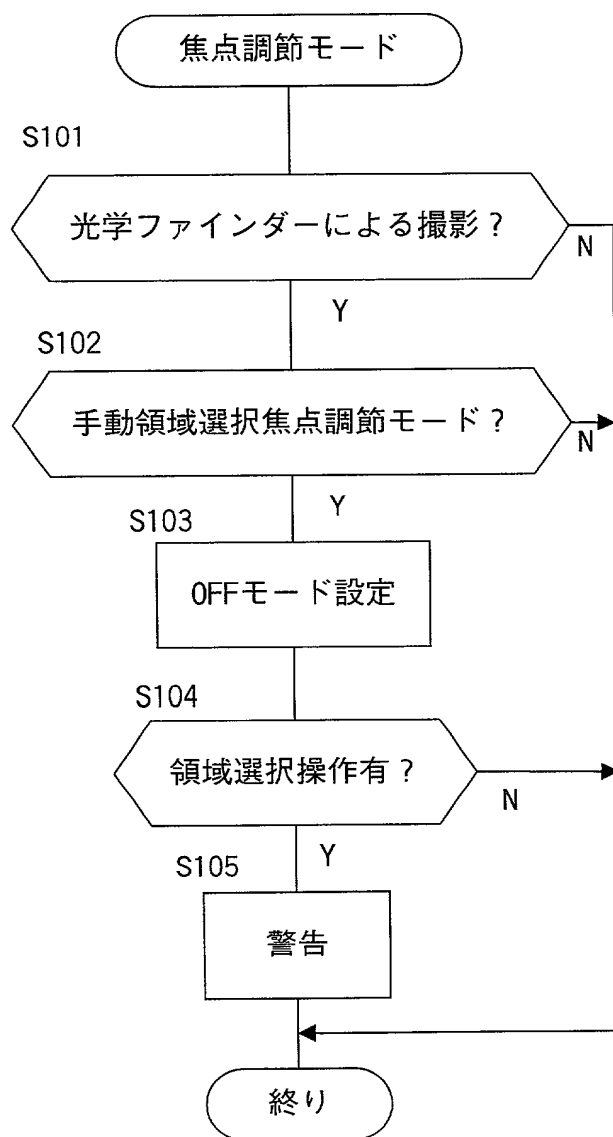 焦点調節モード
S101
光学ファインダーによる撮影？
N
Y
S102
手動領域選択焦点調節モード？
N
Y
S103
OFFモード設定
S104
領域選択操作有？
N
Y
S105
警告
終り